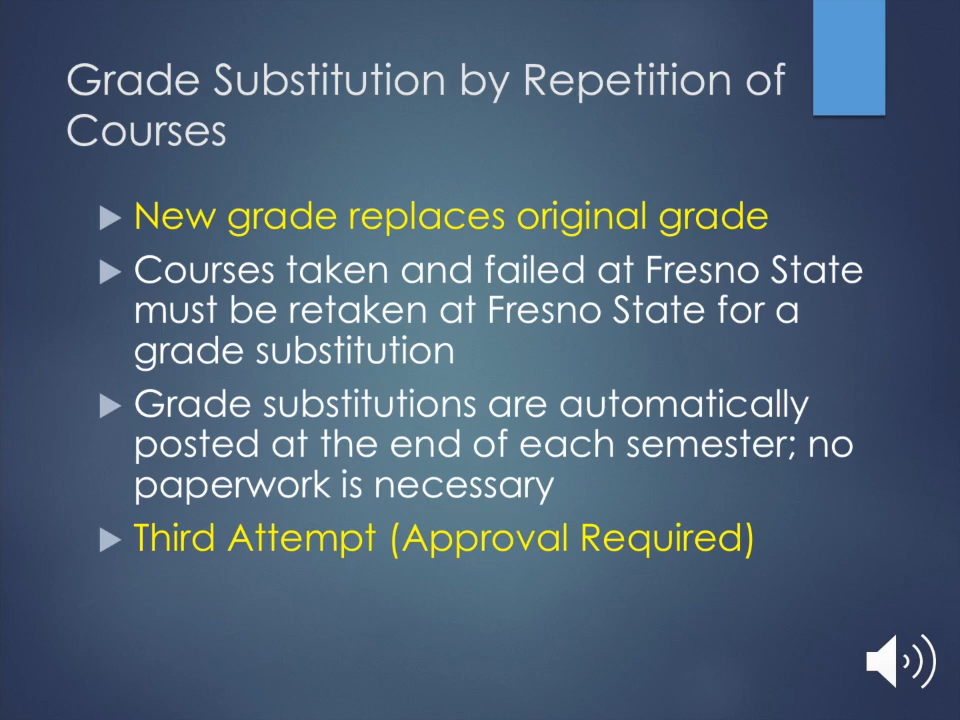 Grade Substitution by Repetition of
Courses
New grade replaces original grade
Courses taken and failed at Fresno State
must be retaken at Fresno State for a
grade substitution
Grade substitutions are automatically
posted at the end of each semester; no
paperwork is necessary
Third Attempt (Approval Required)